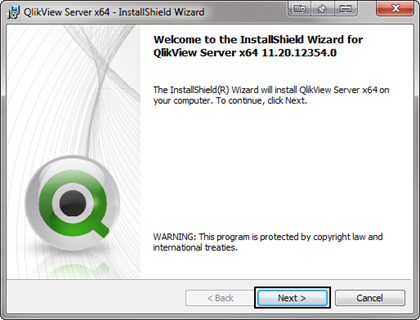 QlikView Server x64 - InstallShield Wizard
Welcome to the InstallShield Wizard for
QlikView Server x64 11.20.12354.0
The InstallShield(R) Wizard will install QlikView Server x64 on
your computer. To continue, click Next.
WARNING: This program is protected by copyright law and
international treaties.
< Back
Next >
Cancel